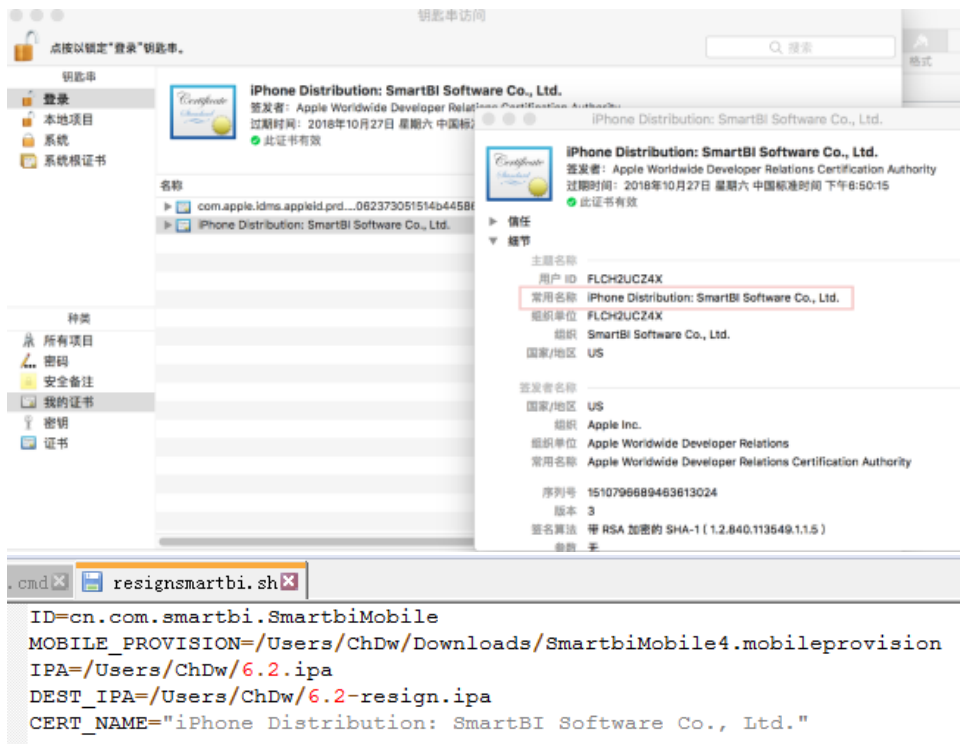 钥匙串访问
点按以锁定“登录”钥匙串。
搜索
格式
钥匙串
登录
本地项目
系统
系统根证书
iPhone Distribution: SmartBI Software Co., Ltd.
签发者：Apple Worldwide Developer Relations Certification Authority
过期时间：2018年10月27日 星期六 中国标
此证书有效
名称
com.apple.idms.appleid.prd....062373051514b44586
iPhone Distribution: SmartBI Software Co., Ltd.
种类
所有项目
密码
安全备注
我的证书
密钥
证书
iPhone Distribution: SmartBI Software Co., Ltd.
iPhone Distribution: SmartBI Software Co., Ltd.
签发者：Apple Worldwide Developer Relations Certification Authority
过期时间：2018年10月27日 星期六 中国标准时间 下午6:50:15
此证书有效
信任
细节
主题名称
用户 ID FLCH2UCZ4X
常用名称 iPhone Distribution: SmartBI Software Co., Ltd.
组织单位 FLCH2UCZ4X
组织 SmartBI Software Co., Ltd.
国家/地区 US
签发者名称
国家/地区 US
组织 Apple Inc.
组织单位 Apple Worldwide Developer Relations
常用名称 Apple Worldwide Developer Relations Certification Authority
序列号 1510796689463613024
版本 3
签名算法 带 RSA 加密的 SHA-1 ( 1.2.840.113549.1.1.5 )
参数 无
.cmd resignsmartbi.sh
ID=cn.com.smartbi.SmartbiMobile
MOBILE_PROVISION=/Users/ChDw/Downloads/SmartbiMobile4.mobileprovision
IPA=/Users/ChDw/6.2.ipa
DEST_IPA=/Users/ChDw/6.2-resign.ipa
CERT_NAME="iPhone Distribution: SmartBI Software Co., Ltd."